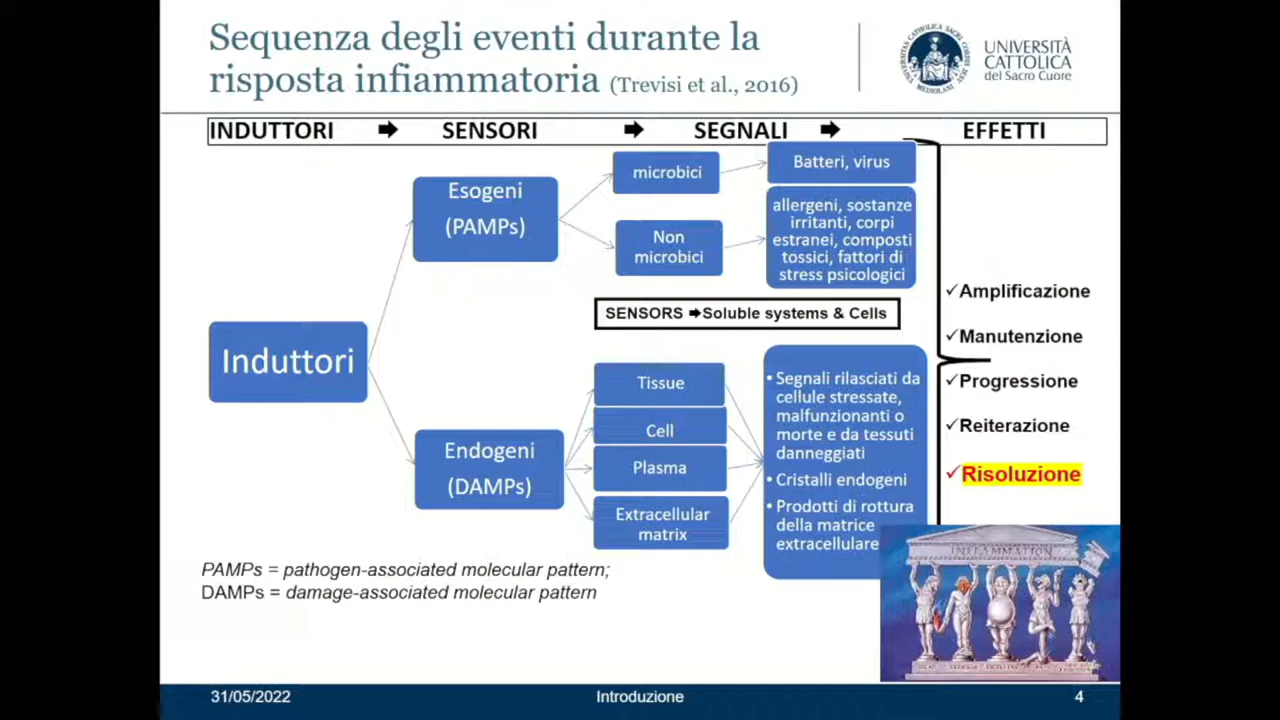 Sequenza degli eventi durante la
risposta infiammatoria (Trevisi et al., 2016)
UNIVERSITÀ
CATTOLICA
del Sacro Cuore
INDUTTORI ➡ SENSORI ➡ SEGNALI ➡ EFFETTI
Esogeni
(PAMPs)
microbici
Batteri, virus
Non
microbici
allergeni, sostanze
irritanti, corpi
estranei, composti
tossici, fattori di
stress psicologici
SENSORS ➡Soluble systems & Cells
Induttori
Endogeni
(DAMPs)
Tissue
Cell
Plasma
Extracellular
matrix
• Segnali rilasciati da
cellule stressate,
malfunzionanti o
morte e da tessuti
danneggiati
• Cristalli endogeni
• Prodotti di rottura
della matrice
extracellulare
✓Amplificazione
✓Manutenzione
✓Progressione
✓Reiterazione
✓Risoluzione
INFLAMMATION
PAMPs = pathogen-associated molecular pattern;
DAMPs = damage-associated molecular pattern
31/05/2022
Introduzione
4